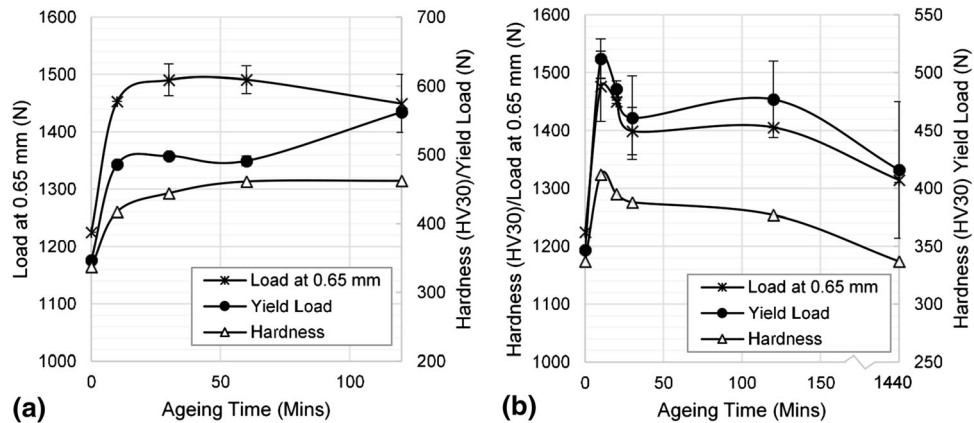 1600
1500
1400
1300
1200
1100
1000
Load at 0.65 mm (N)
700
600
500
400
300
200
Hardness (HV30)/Yield Load (N)
Load at 0.65 mm
Yield Load
Hardness
0 50 100
Ageing Time (Mins)
(a)
1600
1500
1400
1300
1200
1100
1000
Hardness (HV30)/Load at 0.65 mm (N)
550
500
450
400
350
300
250
Hardness (HV30) Yield Load (N)
Load at 0.65 mm
Yield Load
Hardness
0 50 100 150 1440
Ageing Time (Mins)
(b)